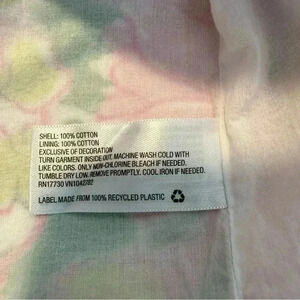 SHELL: 100% COTTON
LINING: 100% COTTON
EXCLUSIVE OF DECORATION
TURN GARMENT INSIDE OUT. MACHINE WASH COLD WITH
LIKE COLORS. ONLY NON-CHLORINE BLEACH IF NEEDED.
TUMBLE DRY LOW. REMOVE PROMPTLY. COOL IRON IF NEEDED.
RN17730 VN1042782
LABEL MADE FROM 100% RECYCLED PLASTIC